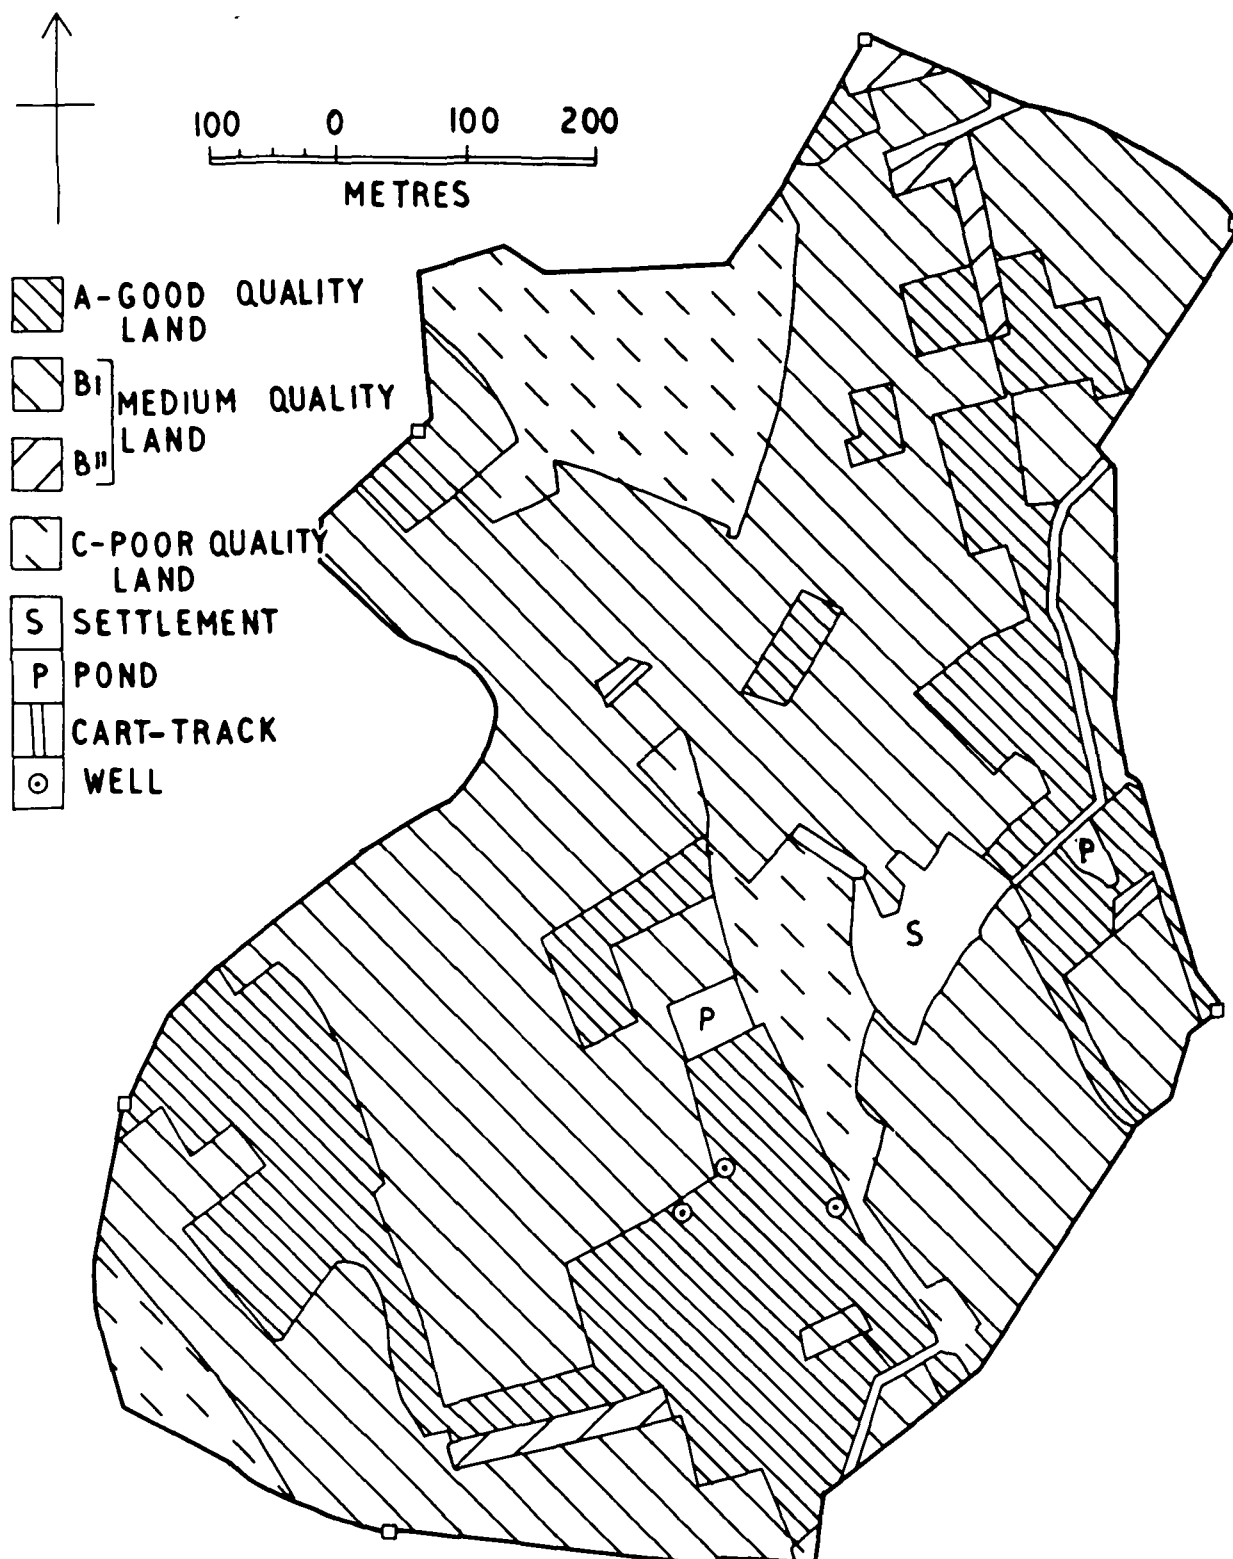 100 0 100 200
METRES
A-GOOD QUALITY
LAND
BI
MEDIUM QUALITY
LAND
BII
C-POOR QUALITY
LAND
S SETTLEMENT
P POND
CART-TRACK
WELL
P
S
P